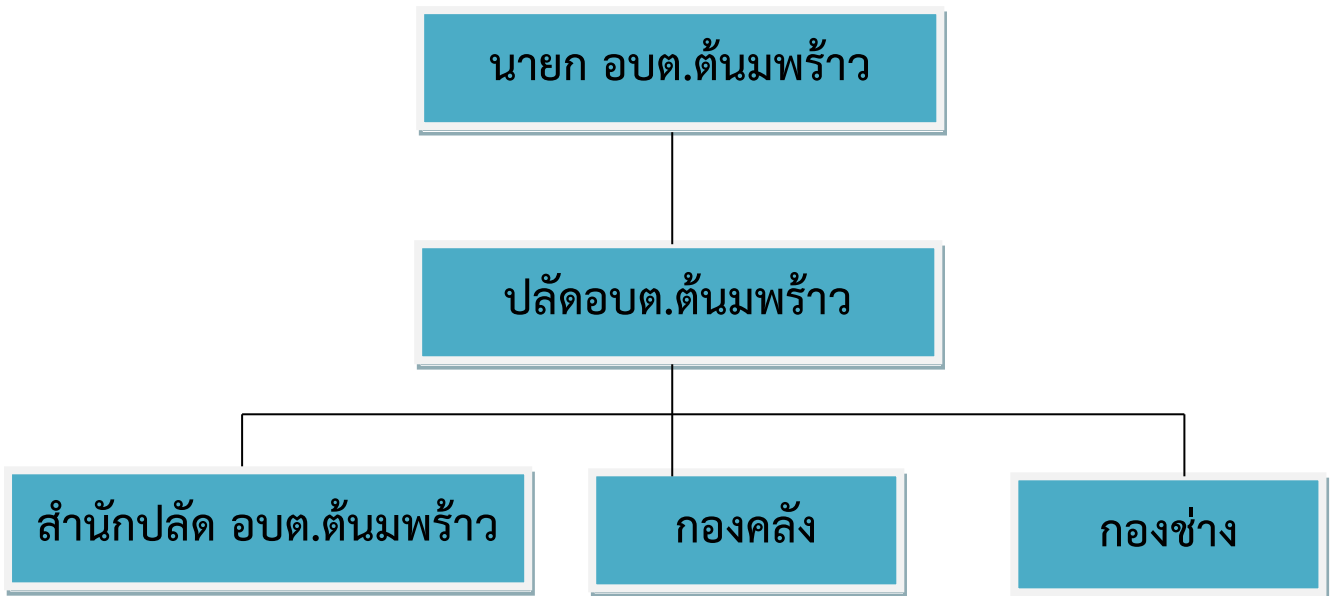 นายก อบต.ต้นมพร้าว
ปลัดอบต.ต้นมพร้าว
สำนักปลัด อบต.ต้นมพร้าว
กองคลัง
กองช่าง